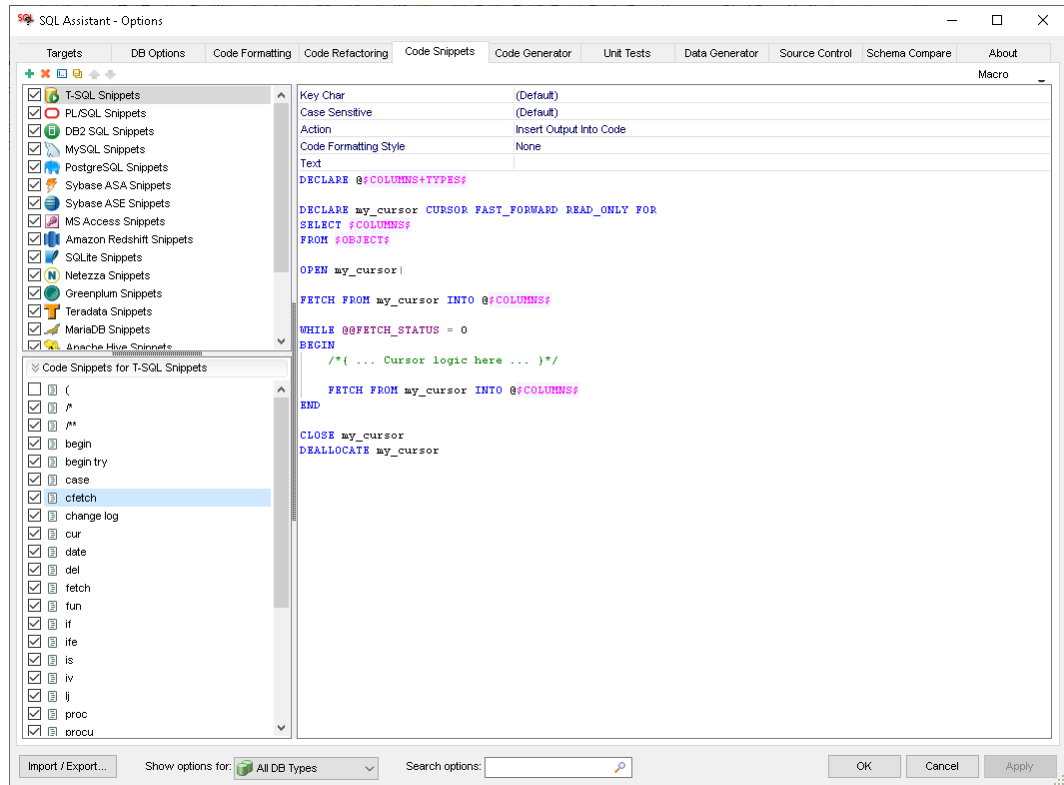 SQL Assistant - Options
Targets DB Options Code Formatting Code Refactoring Code Snippets Code Generator Unit Tests Data Generator Source Control Schema Compare About
Macro
T-SQL Snippets
PL/SQL Snippets
DB2 SQL Snippets
MySQL Snippets
PostgreSQL Snippets
Sybase ASA Snippets
Sybase ASE Snippets
MS Access Snippets
Amazon Redshift Snippets
SQLite Snippets
Netezza Snippets
Greenplum Snippets
Teradata Snippets
MariaDB Snippets
Apache Hive Snippets
Code Snippets for T-SQL Snippets
(
/*
/**
begin
begin try
case
cfetch
change log
cur
date
del
fetch
fun
if
ife
is
iv
lj
proc
procu
Key Char (Default)
Case Sensitive (Default)
Action Insert Output Into Code
Code Formatting Style None
Text
DECLARE @$COLUMNS+TYPES$
DECLARE my_cursor CURSOR FAST_FORWARD READ_ONLY FOR
SELECT $COLUMNS$
FROM $OBJECT$
OPEN my_cursor
FETCH FROM my_cursor INTO @$COLUMNS$
WHILE @@FETCH_STATUS = 0
BEGIN
/*{ ... Cursor logic here ... }*/
FETCH FROM my_cursor INTO @$COLUMNS$
END
CLOSE my_cursor
DEALLOCATE my_cursor
Import / Export... Show options for: All DB Types Search options: OK Cancel Apply